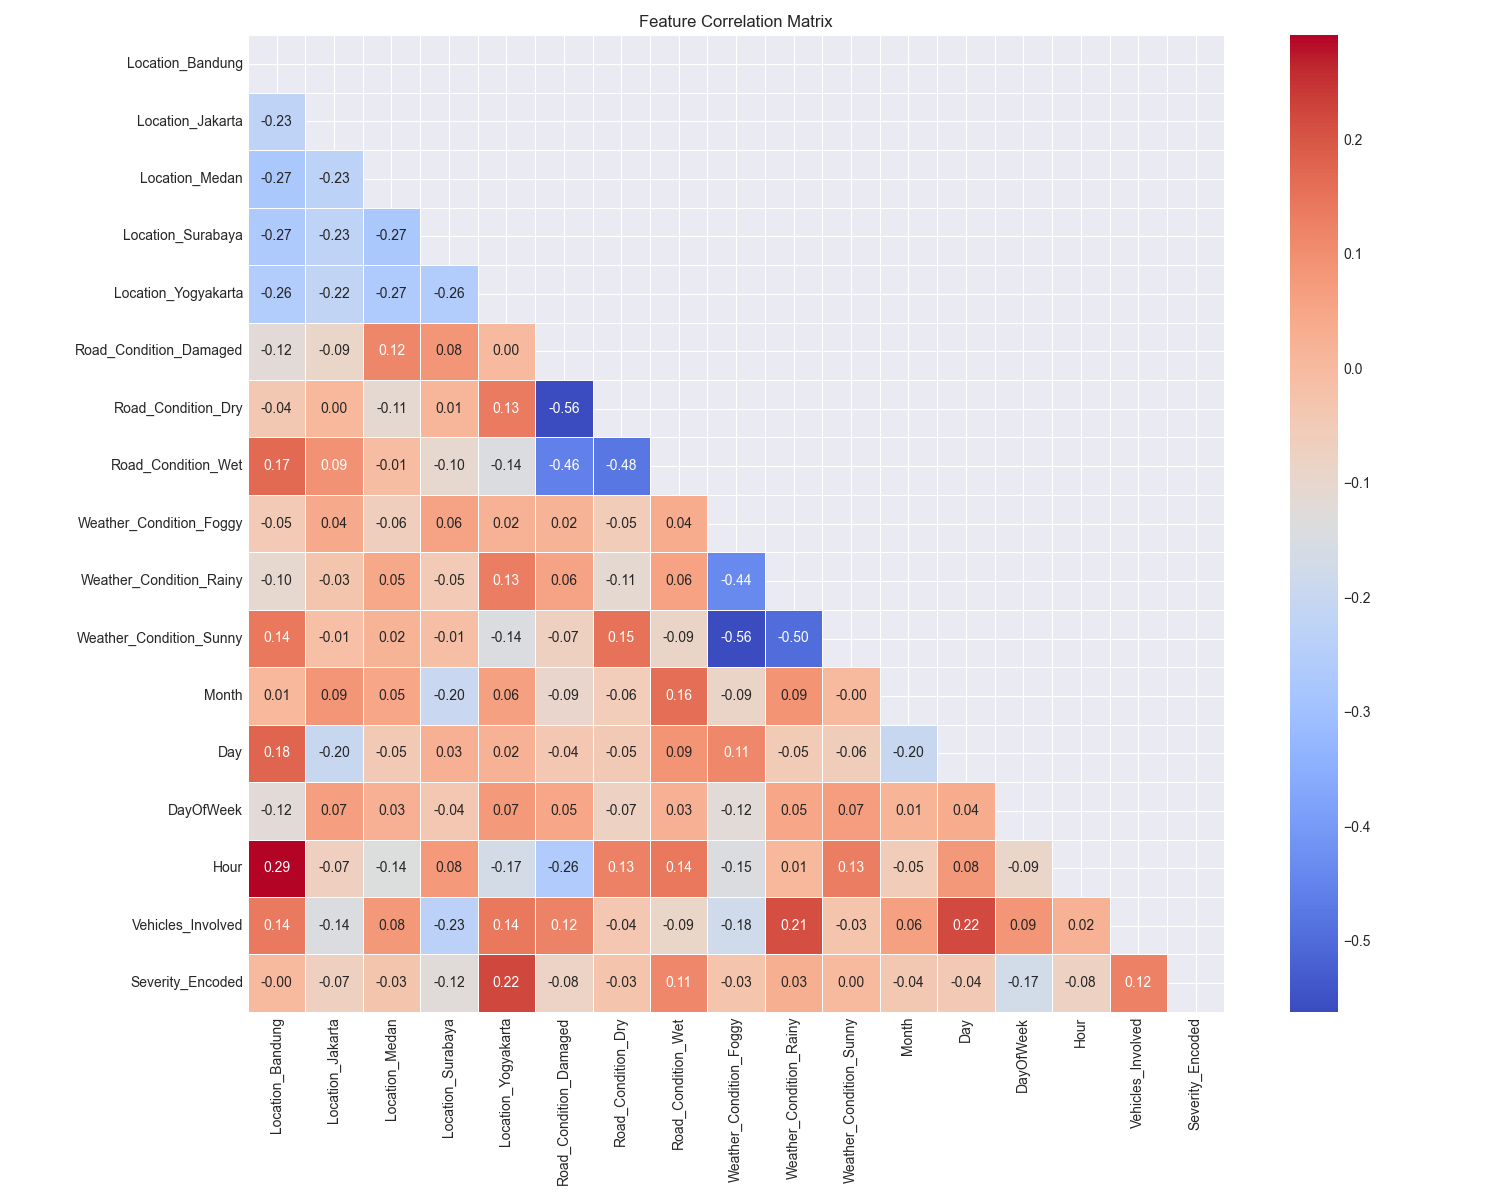 Feature Correlation Matrix
Location_Bandung
Location_Jakarta -0.23
Location_Medan -0.27 -0.23
Location_Surabaya -0.27 -0.23 -0.27
Location_Yogyakarta -0.26 -0.22 -0.27 -0.26
Road_Condition_Damaged -0.12 -0.09 0.12 0.08 0.00
Road_Condition_Dry -0.04 0.00 -0.11 0.01 0.13 -0.56
Road_Condition_Wet 0.17 0.09 -0.01 -0.10 -0.14 -0.46 -0.48
Weather_Condition_Foggy -0.05 0.04 -0.06 0.06 0.02 0.02 -0.05 0.04
Weather_Condition_Rainy -0.10 -0.03 0.05 -0.05 0.13 0.06 -0.11 0.06 -0.44
Weather_Condition_Sunny 0.14 -0.01 0.02 -0.01 -0.14 -0.07 0.15 -0.09 -0.56 -0.50
Month 0.01 0.09 0.05 -0.20 0.06 -0.09 -0.06 0.16 -0.09 0.09 -0.00
Day 0.18 -0.20 -0.05 0.03 0.02 -0.04 -0.05 0.09 0.11 -0.05 -0.06 -0.20
DayOfWeek -0.12 0.07 0.03 -0.04 0.07 0.05 -0.07 0.03 -0.12 0.05 0.07 0.01 0.04
Hour 0.29 -0.07 -0.14 0.08 -0.17 -0.26 0.13 0.14 -0.15 0.01 0.13 -0.05 0.08 -0.09
Vehicles_Involved 0.14 -0.14 0.08 -0.23 0.14 0.12 -0.04 -0.09 -0.18 0.21 -0.03 0.06 0.22 0.09 0.02
Severity_Encoded -0.00 -0.07 -0.03 -0.12 0.22 -0.08 -0.03 0.11 -0.03 0.03 0.00 -0.04 -0.04 -0.17 -0.08 0.12
Location_Bandung
Location_Jakarta
Location_Medan
Location_Surabaya
Location_Yogyakarta
Road_Condition_Damaged
Road_Condition_Dry
Road_Condition_Wet
Weather_Condition_Foggy
Weather_Condition_Rainy
Weather_Condition_Sunny
Month
Day
DayOfWeek
Hour
Vehicles_Involved
Severity_Encoded
0.2
0.1
0.0
−0.1
−0.2
−0.3
−0.4
−0.5